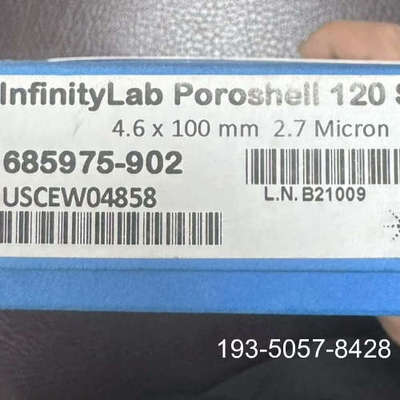 InfinityLab Poroshell 120 S
4.6 x 100 mm 2.7 Micron
685975-902
USCEW04858
L.N. B21009
193-5057-8428